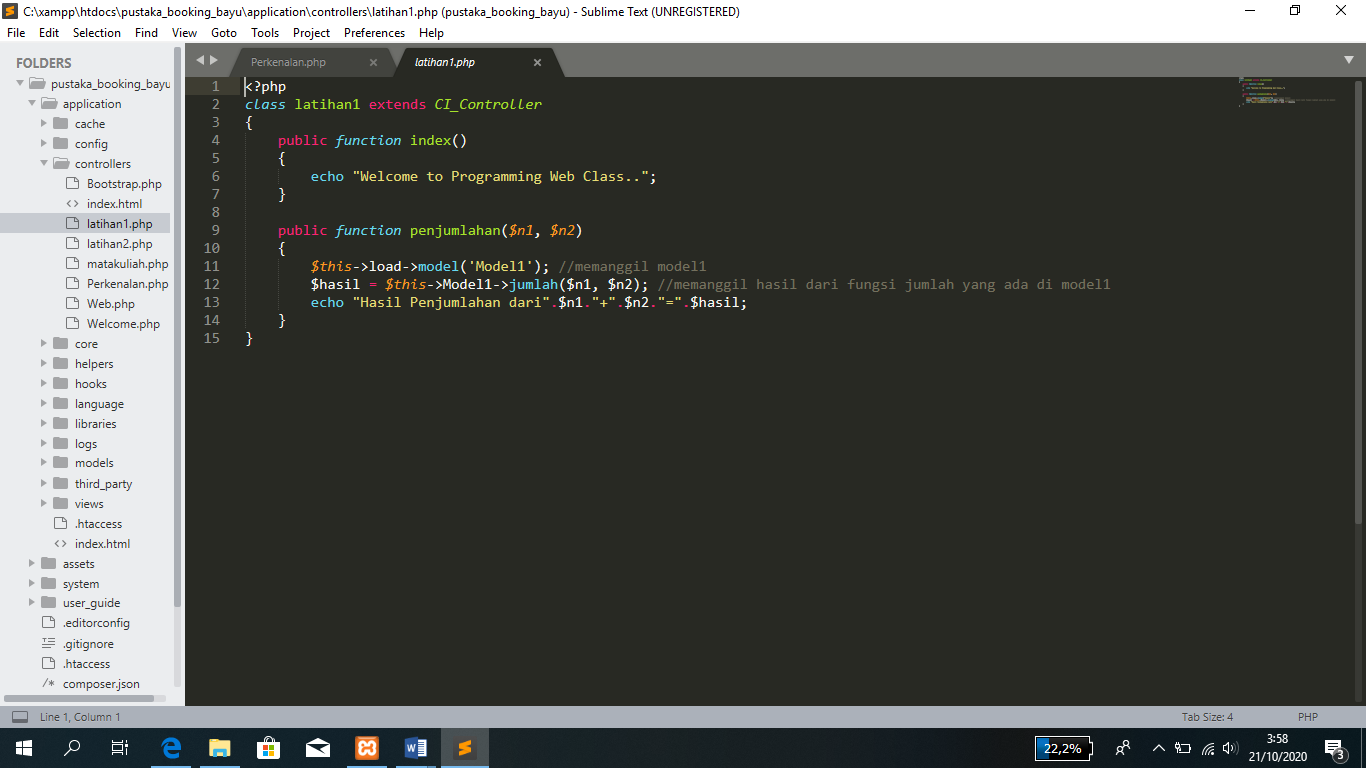 C:\xampp\htdocs\pustaka_booking_bayu\application\controllers\latihan1.php (pustaka_booking_bayu) - Sublime Text (UNREGISTERED)
File Edit Selection Find View Goto Tools Project Preferences Help
FOLDERS
pustaka_booking_bayu
application
cache
config
controllers
Bootstrap.php
index.html
latihan1.php
latihan2.php
matakuliah.php
Perkenalan.php
Web.php
Welcome.php
core
helpers
hooks
language
libraries
logs
models
third_party
views
.htaccess
index.html
assets
system
user_guide
.editorconfig
.gitignore
.htaccess
composer.json
Perkenalan.php × latihan1.php ×
1 <?php
2 class latihan1 extends CI_Controller
3 {
4     public function index()
5     {
6         echo "Welcome to Programming Web Class..";
7     }
8
9     public function penjumlahan($n1, $n2)
10     {
11         $this->load->model('Model1'); //memanggil model1
12         $hasil = $this->Model1->jumlah($n1, $n2); //memanggil hasil dari fungsi jumlah yang ada di model1
13         echo "Hasil Penjumlahan dari".$n1."+".$n2."=".$hasil;
14     }
15 }
Line 1, Column 1 Tab Size: 4 PHP
22,2% 3:58
21/10/2020 3